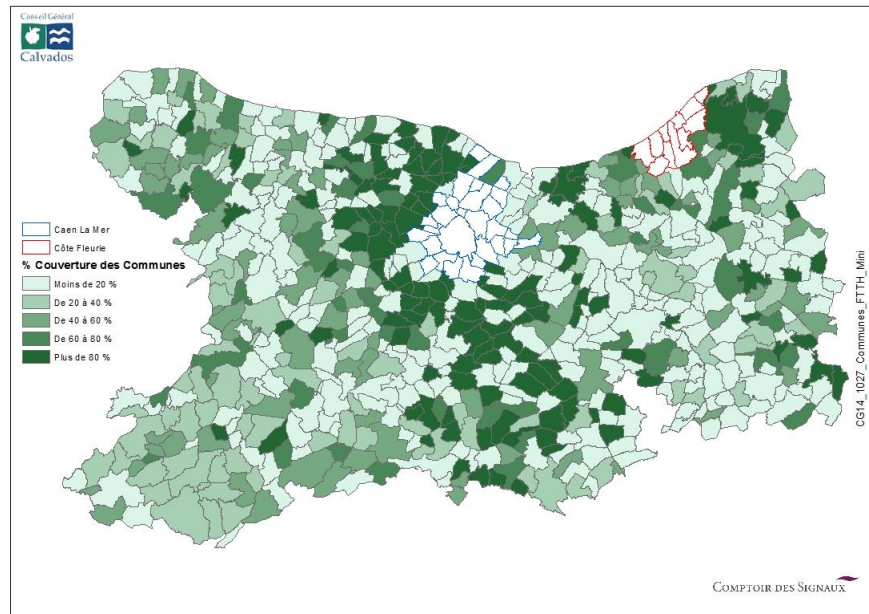 Conseil Général
Calvados
Caen La Mer
Côte Fleurie
% Couverture des Communes
Moins de 20 %
De 20 à 40 %
De 40 à 60 %
De 60 à 80 %
Plus de 80 %
CG14_1027_Communes_FTTH_Mini
COMPTOIR DES SIGNAUX